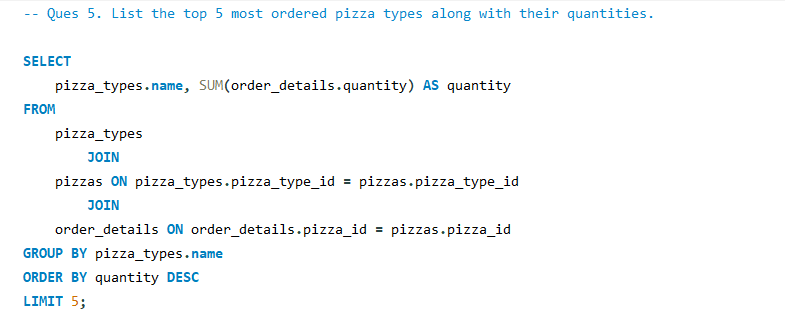 -- Ques 5. List the top 5 most ordered pizza types along with their quantities.
SELECT
pizza_types.name, SUM(order_details.quantity) AS quantity
FROM
pizza_types
JOIN
pizzas ON pizza_types.pizza_type_id = pizzas.pizza_type_id
JOIN
order_details ON order_details.pizza_id = pizzas.pizza_id
GROUP BY pizza_types.name
ORDER BY quantity DESC
LIMIT 5;